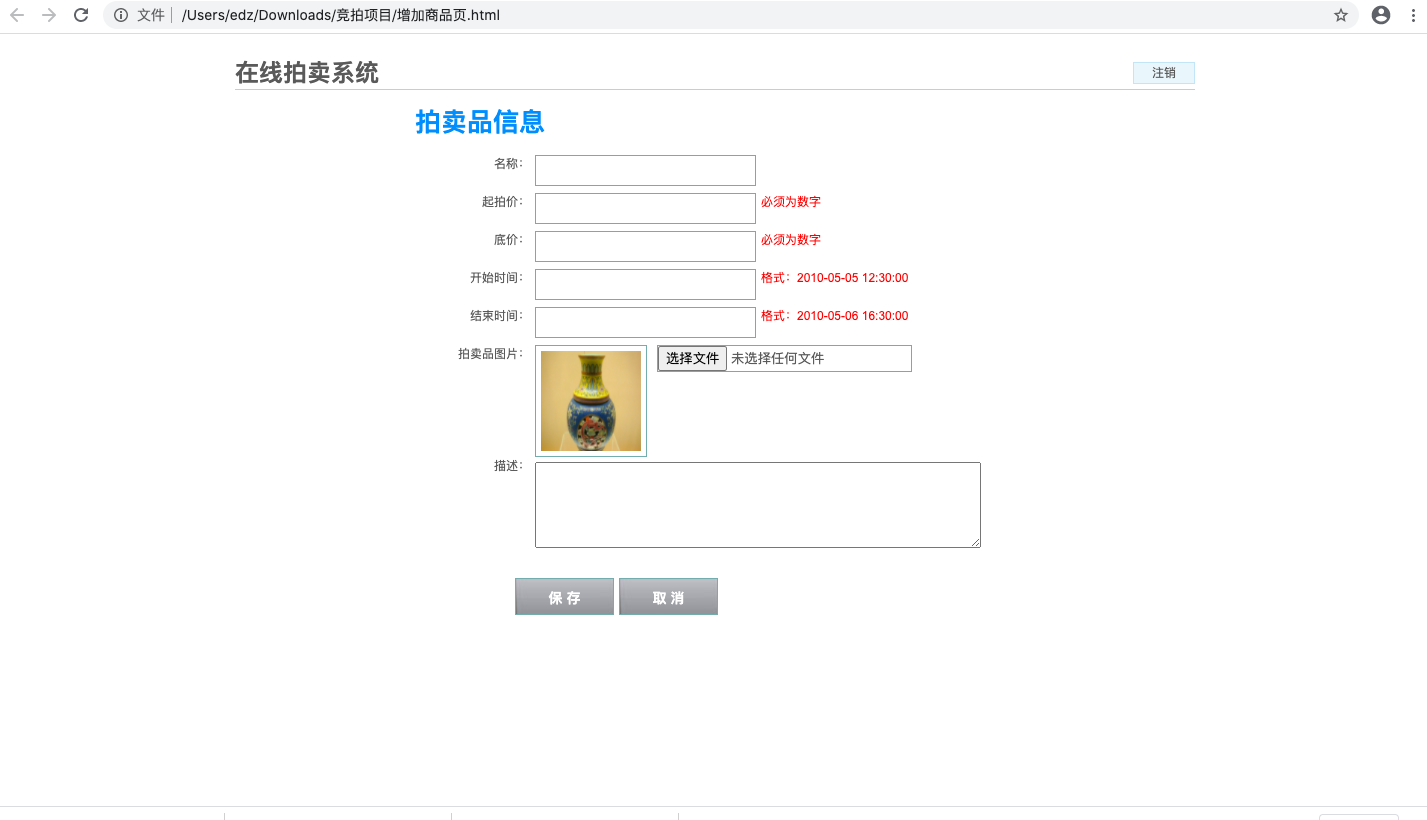 文件 /Users/edz/Downloads/竞拍项目/增加商品页.html
在线拍卖系统 注销
拍卖品信息
名称：
起拍价： 必须为数字
底价： 必须为数字
开始时间： 格式：2010-05-05 12:30:00
结束时间： 格式：2010-05-06 16:30:00
拍卖品图片： 选择文件 未选择任何文件
描述：
保 存 取 消